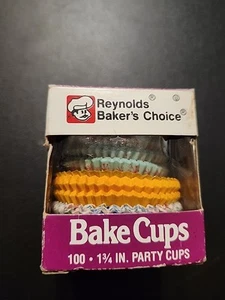 Reynolds®
Baker's Choice®
Bake Cups
100 • 1¾ IN. PARTY CUPS